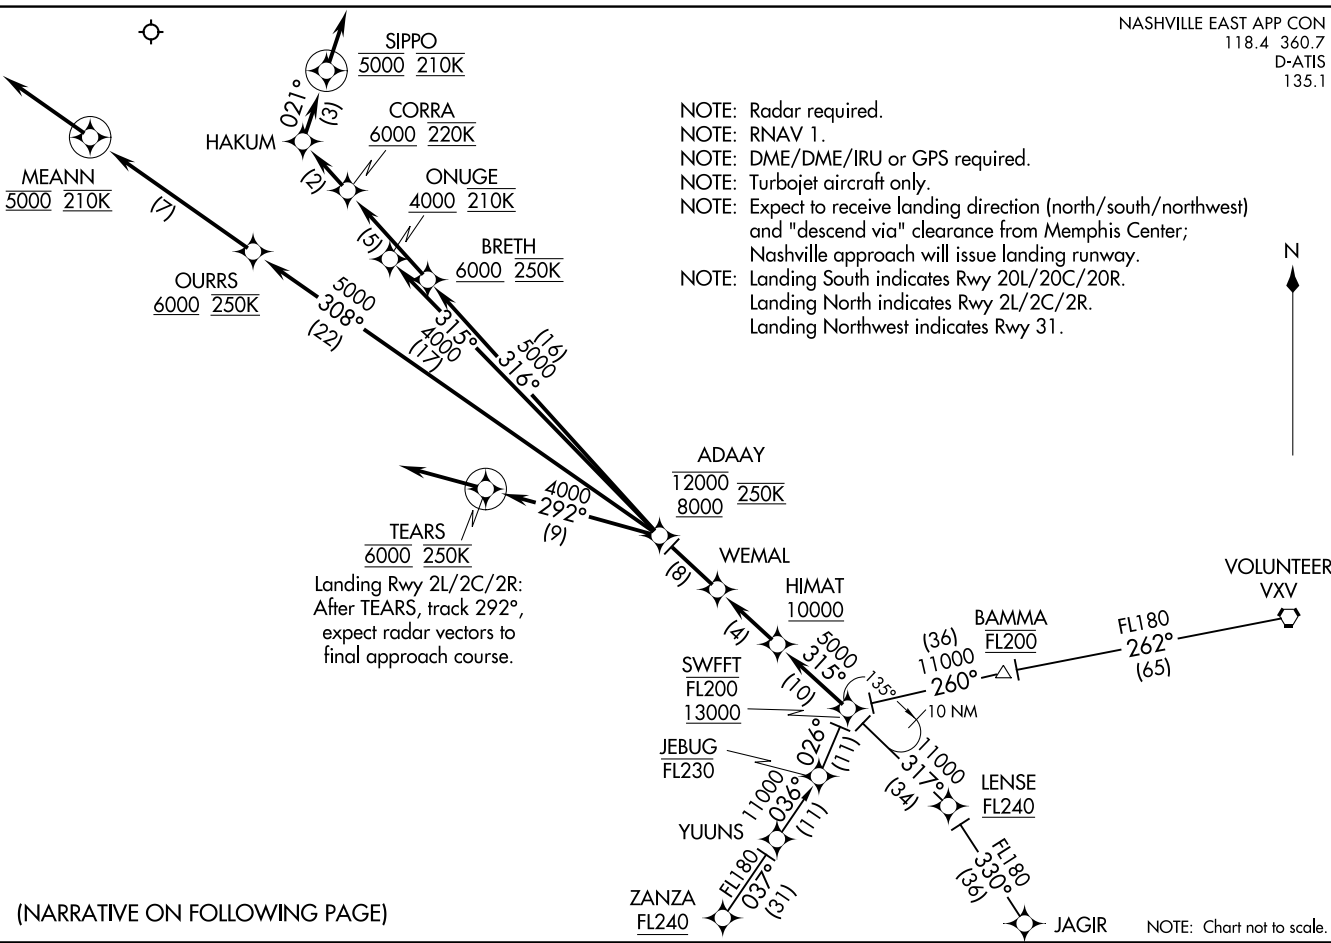 NASHVILLE EAST APP CON
118.4 360.7
D-ATIS
135.1
SIPPO
5000 210K
021°
(3)
HAKUM
CORRA
6000 220K
(2)
MEANN
5000 210K
(7)
ONUGE
4000 210K
(5)
BRETH
6000 250K
OURRS
6000 250K
5000
308°
(22)
315°
4000
(17)
(16)
5000
316°
NOTE: Radar required.
NOTE: RNAV 1.
NOTE: DME/DME/IRU or GPS required.
NOTE: Turbojet aircraft only.
NOTE: Expect to receive landing direction (north/south/northwest)
and "descend via" clearance from Memphis Center;
Nashville approach will issue landing runway.
NOTE: Landing South indicates Rwy 20L/20C/20R.
Landing North indicates Rwy 2L/2C/2R.
Landing Northwest indicates Rwy 31.
N
ADAAY
12000
8000
250K
4000
292°
(9)
TEARS
6000 250K
Landing Rwy 2L/2C/2R:
After TEARS, track 292°,
expect radar vectors to
final approach course.
(8)
WEMAL
(4)
HIMAT
10000
5000
315°
(10)
SWFFT
FL200
13000
VOLUNTEER
VXV
FL180
262°
(65)
BAMMA
FL200
(36)
11000
260°
135°
10 NM
JEBUG
FL230
026°
(11)
11000
036°
(11)
YUUNS
11000
317°
(34)
LENSE
FL240
FL180
330°
(36)
JAGIR
ZANZA
FL240
FL180
037°
(31)
(NARRATIVE ON FOLLOWING PAGE)
NOTE: Chart not to scale.